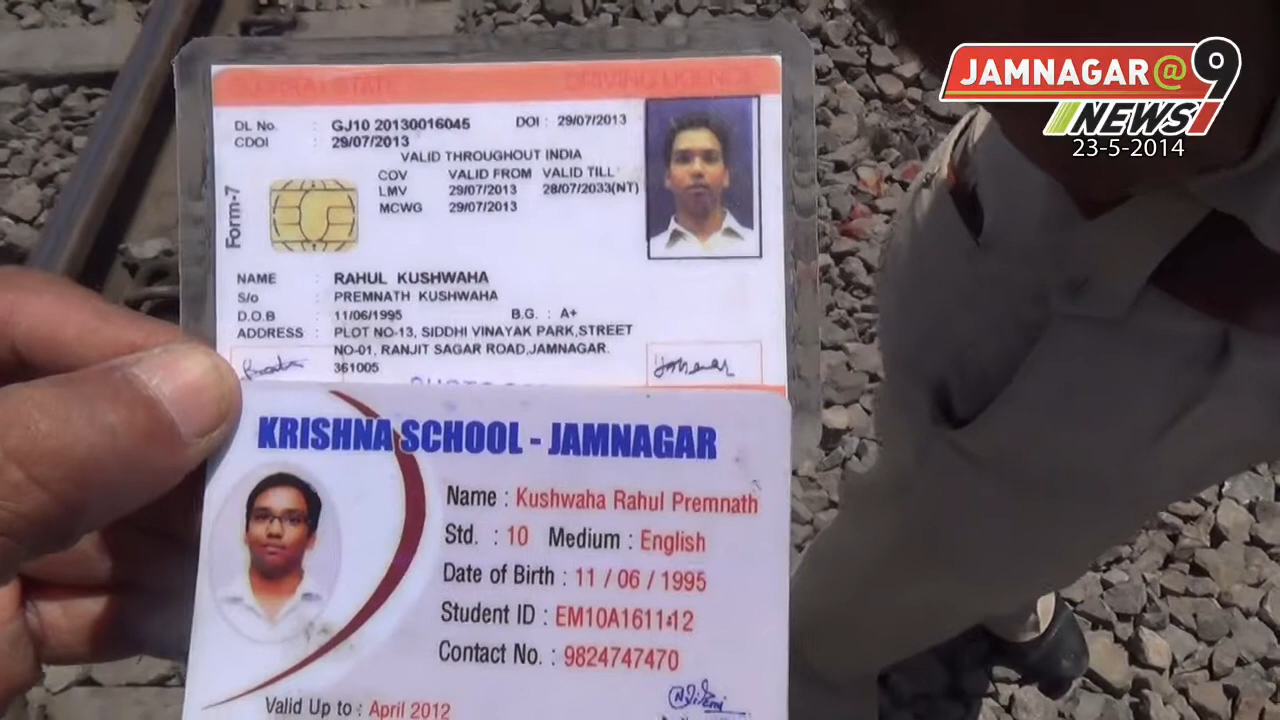 JAMNAGAR@9
NEWS
23-5-2014
DRIVING LICENCE
DL No. : GJ10 20130016045 DOI : 29/07/2013
CDOI : 29/07/2013
VALID THROUGHOUT INDIA
COV VALID FROM VALID TILL
LMV 29/07/2013 28/07/2033(NT)
MCWG 29/07/2013
Form-7
NAME : RAHUL KUSHWAHA
S/o : PREMNATH KUSHWAHA
D.O.B : 11/06/1995 B.G. : A+
ADDRESS : PLOT NO-13, SIDDHI VINAYAK PARK,STREET
NO-01, RANJIT SAGAR ROAD,JAMNAGAR.
361005
KRISHNA SCHOOL - JAMNAGAR
Name : Kushwaha Rahul Premnath
Std. : 10 Medium : English
Date of Birth : 11 / 06 / 1995
Student ID : EM10A161112
Contact No. : 9824747470
Valid Up to : April 2012